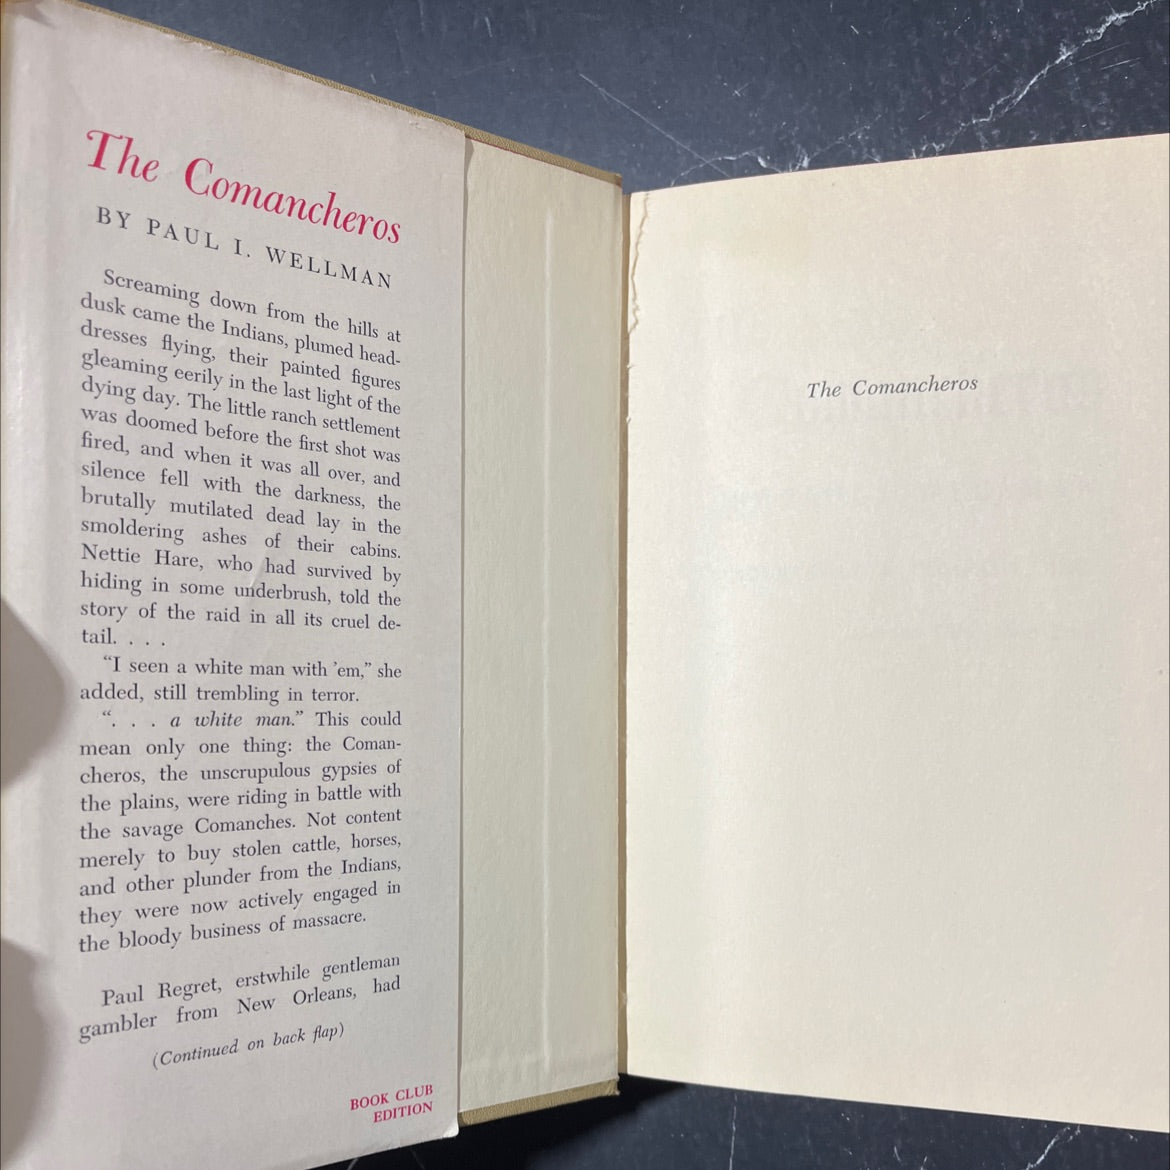 The Comancheros
BY PAUL I. WELLMAN
Screaming down from the hills at
dusk came the Indians, plumed head-
dresses flying, their painted figures
gleaming eerily in the last light of the
dying day. The little ranch settlement
was doomed before the first shot was
fired, and when it was all over, and
silence fell with the darkness, the
brutally mutilated dead lay in the
smoldering ashes of their cabins.
Nettie Hare, who had survived by
hiding in some underbrush, told the
story of the raid in all its cruel de-
tail. . . .
“I seen a white man with ’em,” she
added, still trembling in terror.
“. . . a white man.” This could
mean only one thing: the Coman-
cheros, the unscrupulous gypsies of
the plains, were riding in battle with
the savage Comanches. Not content
merely to buy stolen cattle, horses,
and other plunder from the Indians,
they were now actively engaged in
the bloody business of massacre.
Paul Regret, erstwhile gentleman
gambler from New Orleans, had
(Continued on back flap)
BOOK CLUB
EDITION
The Comancheros